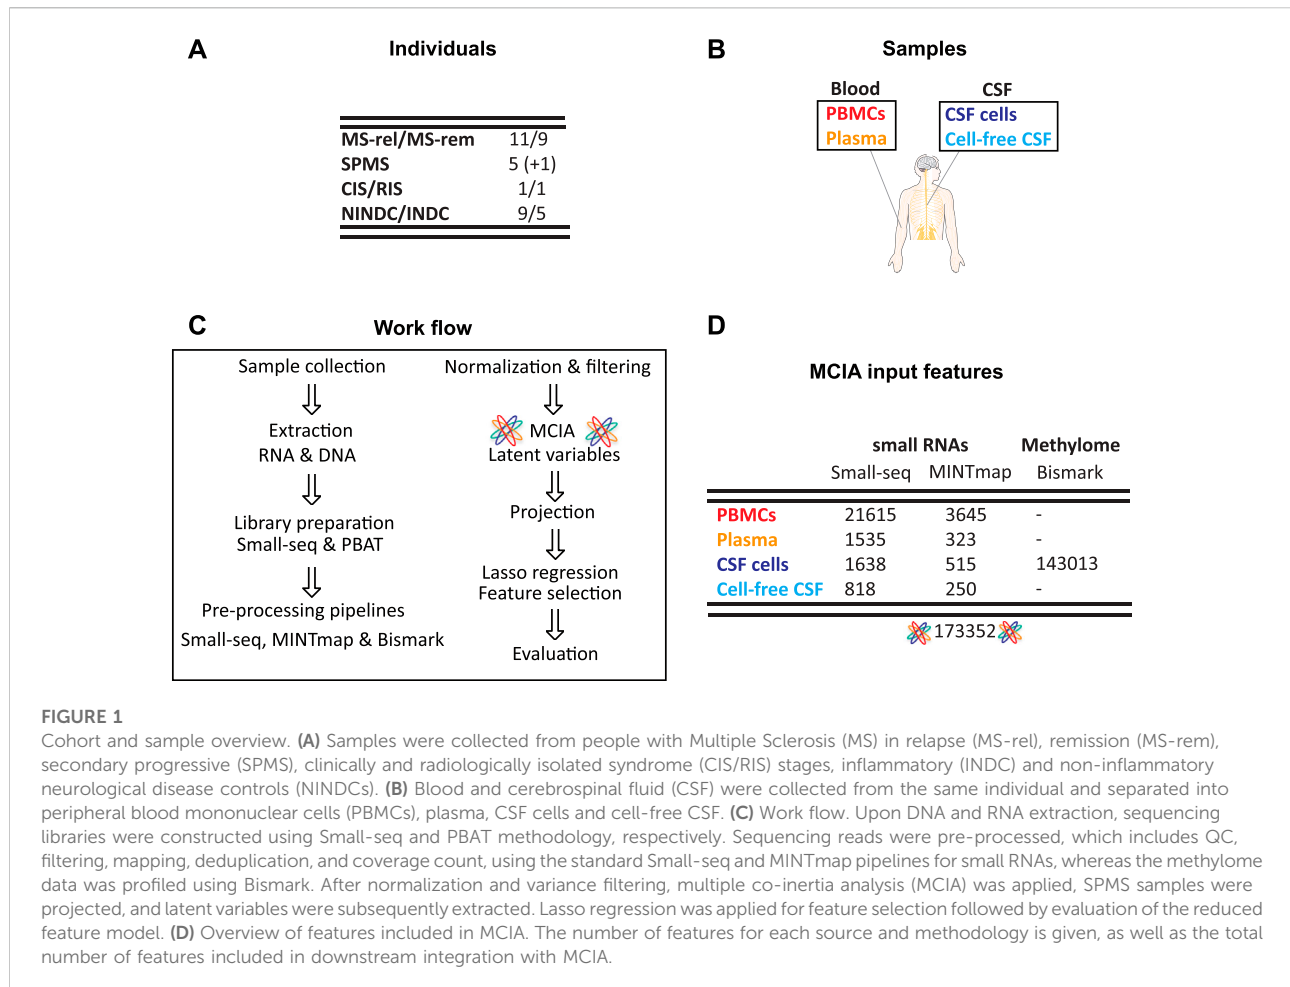 A
Individuals
MS-rel/MS-rem 11/9
SPMS 5 (+1)
CIS/RIS 1/1
NINDC/INDC 9/5
B
Samples
Blood
PBMCs
Plasma
CSF
CSF cells
Cell-free CSF
C
Work flow
Sample collection
Extraction
RNA & DNA
Library preparation
Small-seq & PBAT
Pre-processing pipelines
Small-seq, MINTmap & Bismark
Normalization & filtering
MCIA
Latent variables
Projection
Lasso regression
Feature selection
Evaluation
D
MCIA input features
small RNAs Methylome
Small-seq MINTmap Bismark
PBMCs 21615 3645 -
Plasma 1535 323 -
CSF cells 1638 515 143013
Cell-free CSF 818 250 -
173352
FIGURE 1
Cohort and sample overview. (A) Samples were collected from people with Multiple Sclerosis (MS) in relapse (MS-rel), remission (MS-rem),
secondary progressive (SPMS), clinically and radiologically isolated syndrome (CIS/RIS) stages, inflammatory (INDC) and non-inflammatory
neurological disease controls (NINDCs). (B) Blood and cerebrospinal fluid (CSF) were collected from the same individual and separated into
peripheral blood mononuclear cells (PBMCs), plasma, CSF cells and cell-free CSF. (C) Work flow. Upon DNA and RNA extraction, sequencing
libraries were constructed using Small-seq and PBAT methodology, respectively. Sequencing reads were pre-processed, which includes QC,
filtering, mapping, deduplication, and coverage count, using the standard Small-seq and MINTmap pipelines for small RNAs, whereas the methylome
data was profiled using Bismark. After normalization and variance filtering, multiple co-inertia analysis (MCIA) was applied, SPMS samples were
projected, and latent variables were subsequently extracted. Lasso regression was applied for feature selection followed by evaluation of the reduced
feature model. (D) Overview of features included in MCIA. The number of features for each source and methodology is given, as well as the total
number of features included in downstream integration with MCIA.